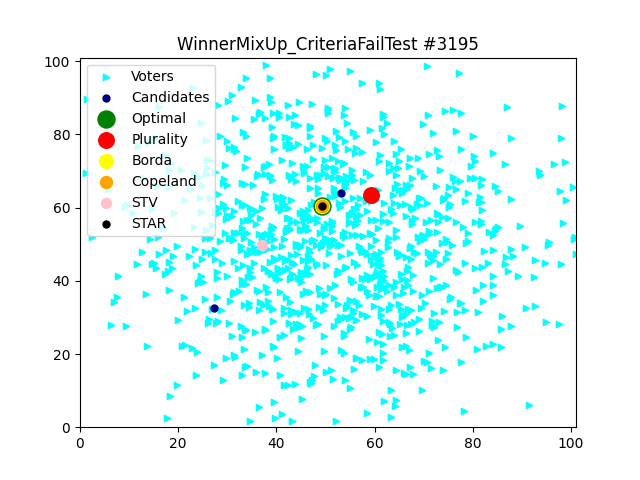 WinnerMixUp_CriteriaFailTest #3195
100
80
60
40
20
0
0 20 40 60 80 100
Voters
Candidates
Optimal
Plurality
Borda
Copeland
STV
STAR